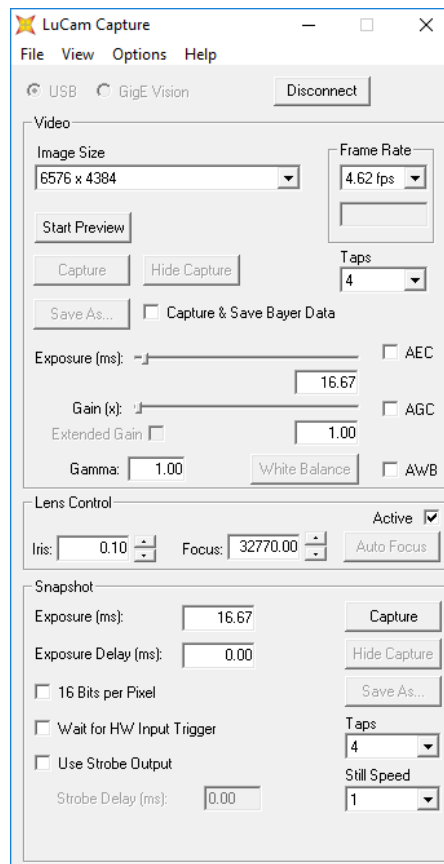 LuCam Capture
File View Options Help
USB GigE Vision Disconnect
Video
Image Size
6576 x 4384
Frame Rate
4.62 fps
Start Preview
Capture Hide Capture
Taps
4
Save As... Capture & Save Bayer Data
Exposure (ms): AEC
16.67
Gain (x): AGC
Extended Gain 1.00
Gamma: 1.00 White Balance AWB
Lens Control
Active
Iris: 0.10 Focus: 32770.00 Auto Focus
Snapshot
Exposure (ms): 16.67 Capture
Exposure Delay (ms): 0.00 Hide Capture
16 Bits per Pixel Save As...
Wait for HW Input Trigger Taps
4
Use Strobe Output Still Speed
Strobe Delay (ms): 0.00 1